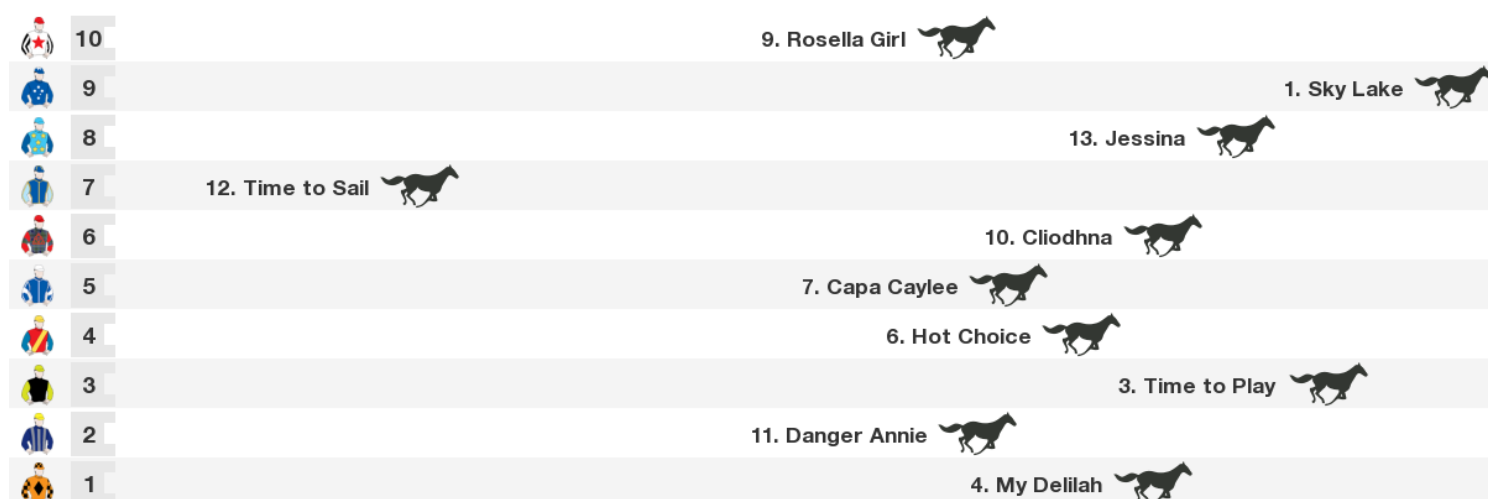 10 9. Rosella Girl
9 1. Sky Lake
8 13. Jessina
7 12. Time to Sail
6 10. Cliodhna
5 7. Capa Caylee
4 6. Hot Choice
3 3. Time to Play
2 11. Danger Annie
1 4. My Delilah